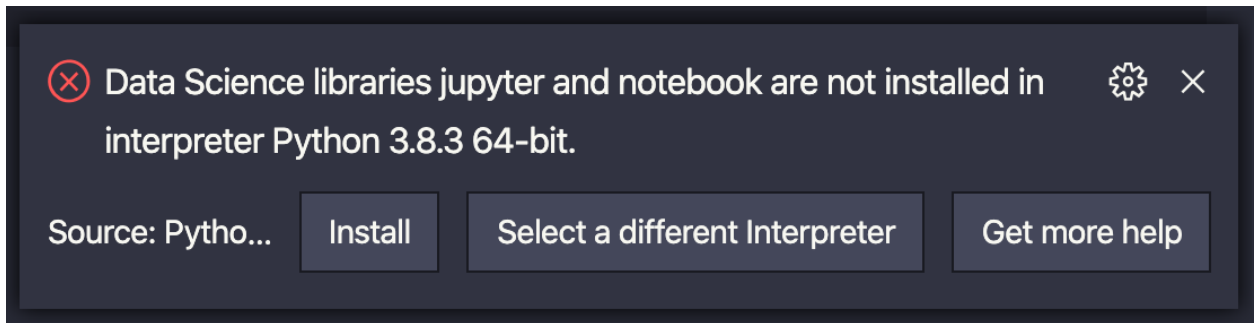 Data Science libraries jupyter and notebook are not installed in
interpreter Python 3.8.3 64-bit.
Source: Pytho... Install Select a different Interpreter Get more help